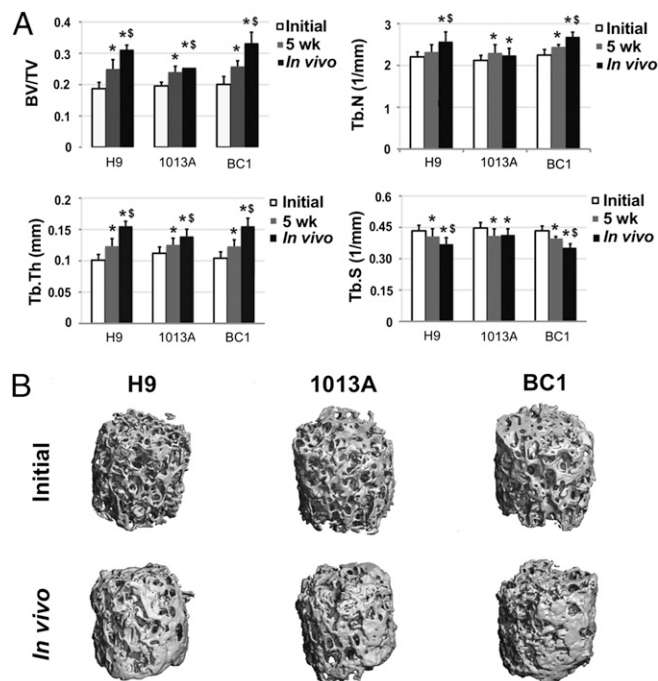 A
BV/TV
0.4
0.3
0.2
0.1
0
* *$ * *$ * *$
H9 1013A BC1
Initial
5 wk
In vivo
Tb.N (1/mm)
3
2
1
0
*$ * * * *$
H9 1013A BC1
Initial
5 wk
In vivo
Tb.Th (mm)
0.2
0.15
0.1
0.05
0
* *$ * *$ * *$
H9 1013A BC1
Initial
5 wk
In vivo
Tb.S (1/mm)
0.6
0.45
0.30
0.15
0
* *$ * * * *$
H9 1013A BC1
Initial
5 wk
In vivo
B
H9 1013A BC1
Initial
In vivo